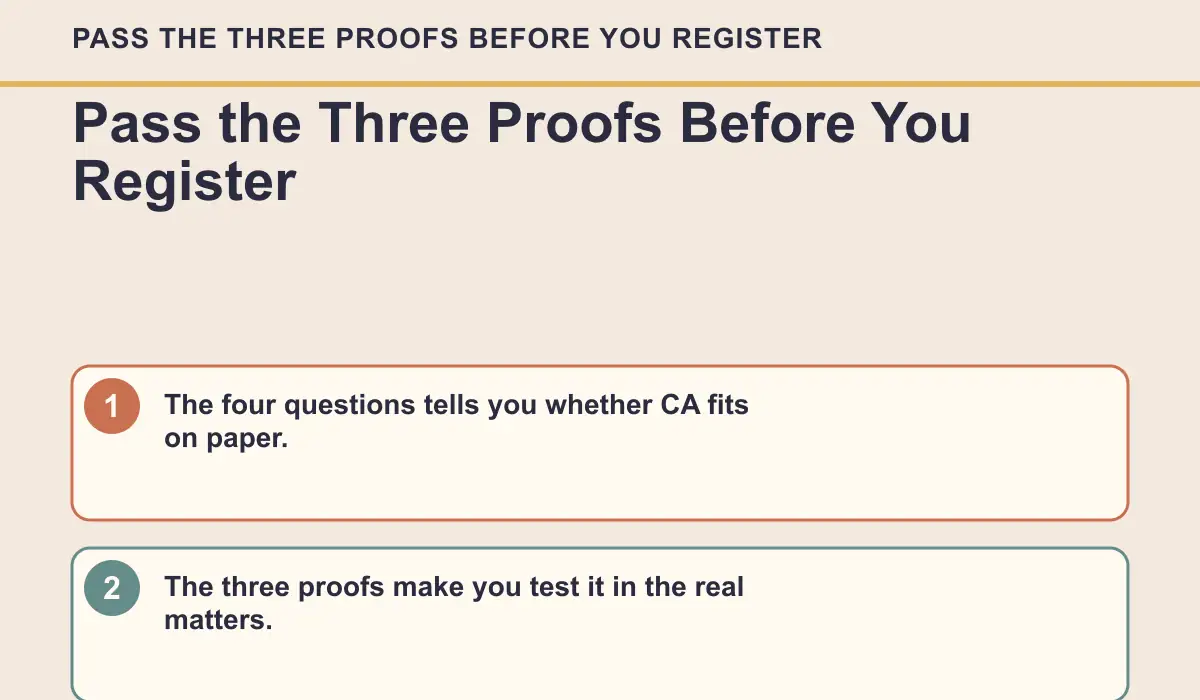 PASS THE THREE PROOFS BEFORE YOU REGISTER
Pass the Three Proofs Before You
Register
1
The four questions tells you whether CA fits
on paper.
2
The three proofs make you test it in the real
matters.